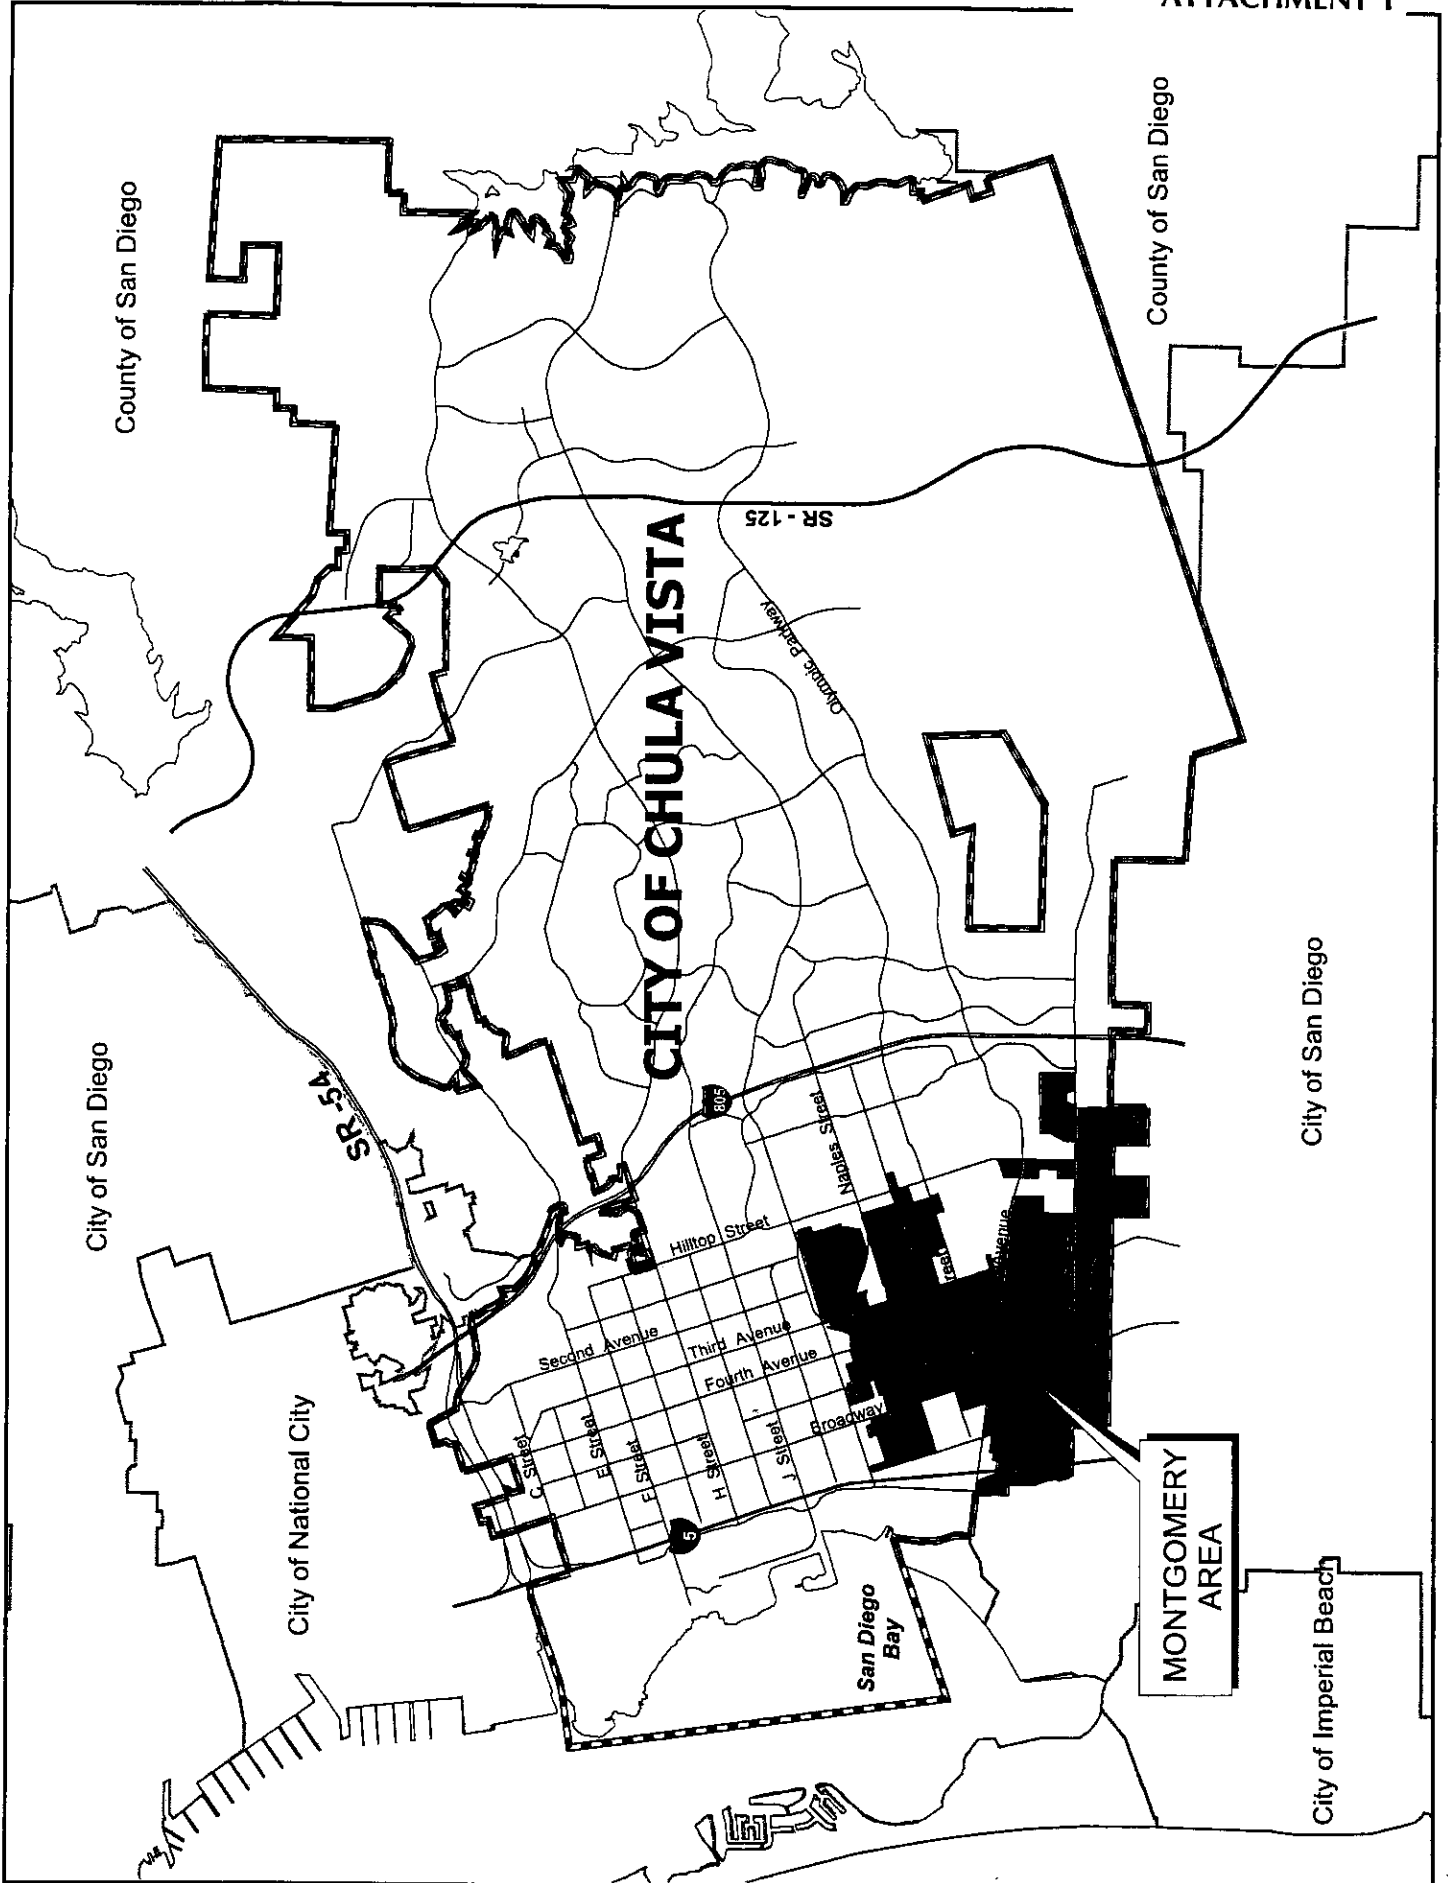 ATTACHMENT 1
County of San Diego
County of San Diego
City of San Diego
City of San Diego
City of National City
City of Imperial Beach
CITY OF CHULA VISTA
SR-54
SR - 125
805
5
Olympic Parkway
Naples Street
Hilltop Street
Second Avenue
Third Avenue
Fourth Avenue
Broadway
C Street
E Street
F Street
H Street
J Street
San Diego
Bay
MONTGOMERY
AREA